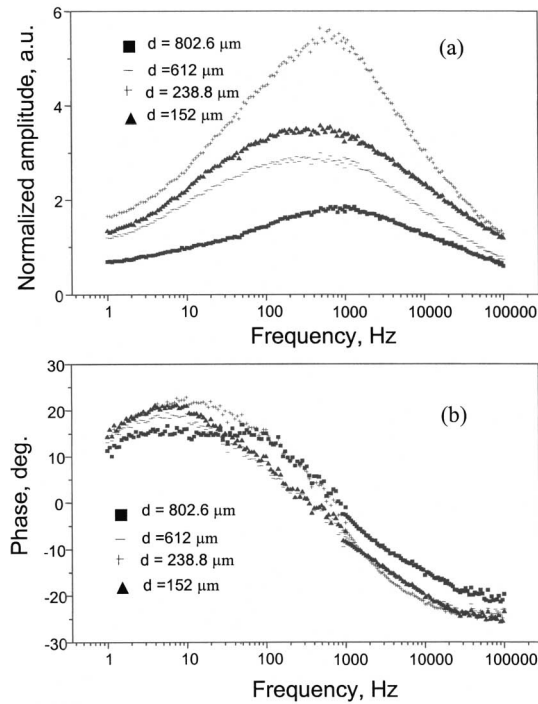 6
4
2
0
Normalized amplitude, a.u.
(a)
■ d = 802.6 μm
– d =612 μm
+ d = 238.8 μm
▲ d =152 μm
1 10 100 1000 10000 100000
Frequency, Hz
30
20
10
0
-10
-20
-30
Phase, deg.
(b)
■ d = 802.6 μm
– d =612 μm
+ d = 238.8 μm
▲ d =152 μm
1 10 100 1000 10000 100000
Frequency, Hz